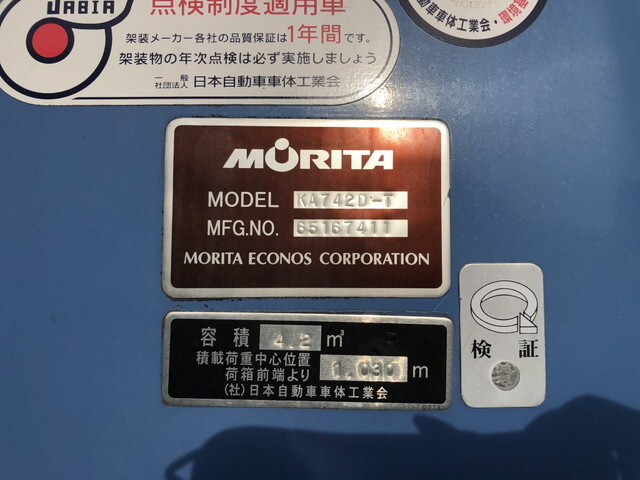 JABIA
点検制度適用車
架装メーカー各社の品質保証は1年間です。
架装物の年次点検は必ず実施しましょう
一般社団法人 日本自動車車体工業会
MORITA
MODEL KA742D-T
MFG.NO. 65167411
MORITA ECONOS CORPORATION
容積 4.2 m³
積載荷重中心位置
荷箱前端より 1.030 m
(社)日本自動車車体工業会
検証